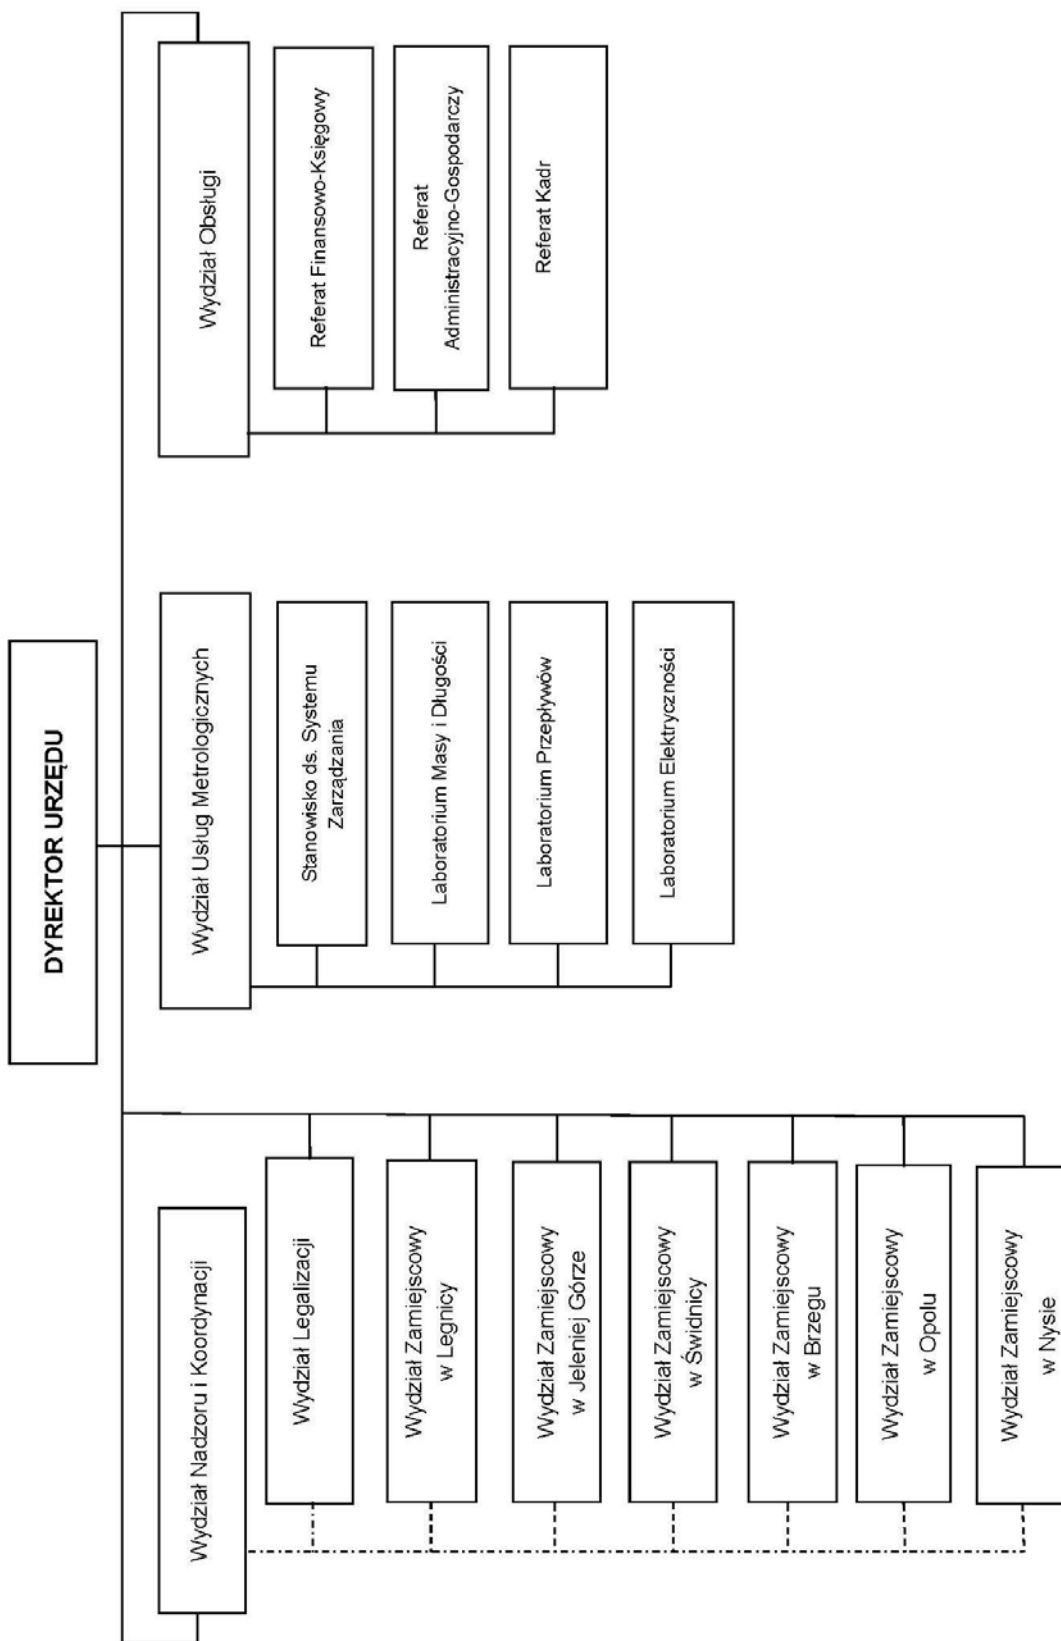 DYREKTOR URZĘDU
Wydział Nadzoru i Koordynacji
Wydział Legalizacji
Wydział Zamiejscowy
w Legnicy
Wydział Zamiejscowy
w Jeleniej Górze
Wydział Zamiejscowy
w Świdnicy
Wydział Zamiejscowy
w Brzegu
Wydział Zamiejscowy
w Opolu
Wydział Zamiejscowy
w Nysie
Wydział Usług Metrologicznych
Stanowisko ds. Systemu
Zarządzania
Laboratorium Masy i Długości
Laboratorium Przepływów
Laboratorium Elektryczności
Wydział Obsługi
Referat Finansowo-Księgowy
Referat
Administracyjno-Gospodarczy
Referat Kadr